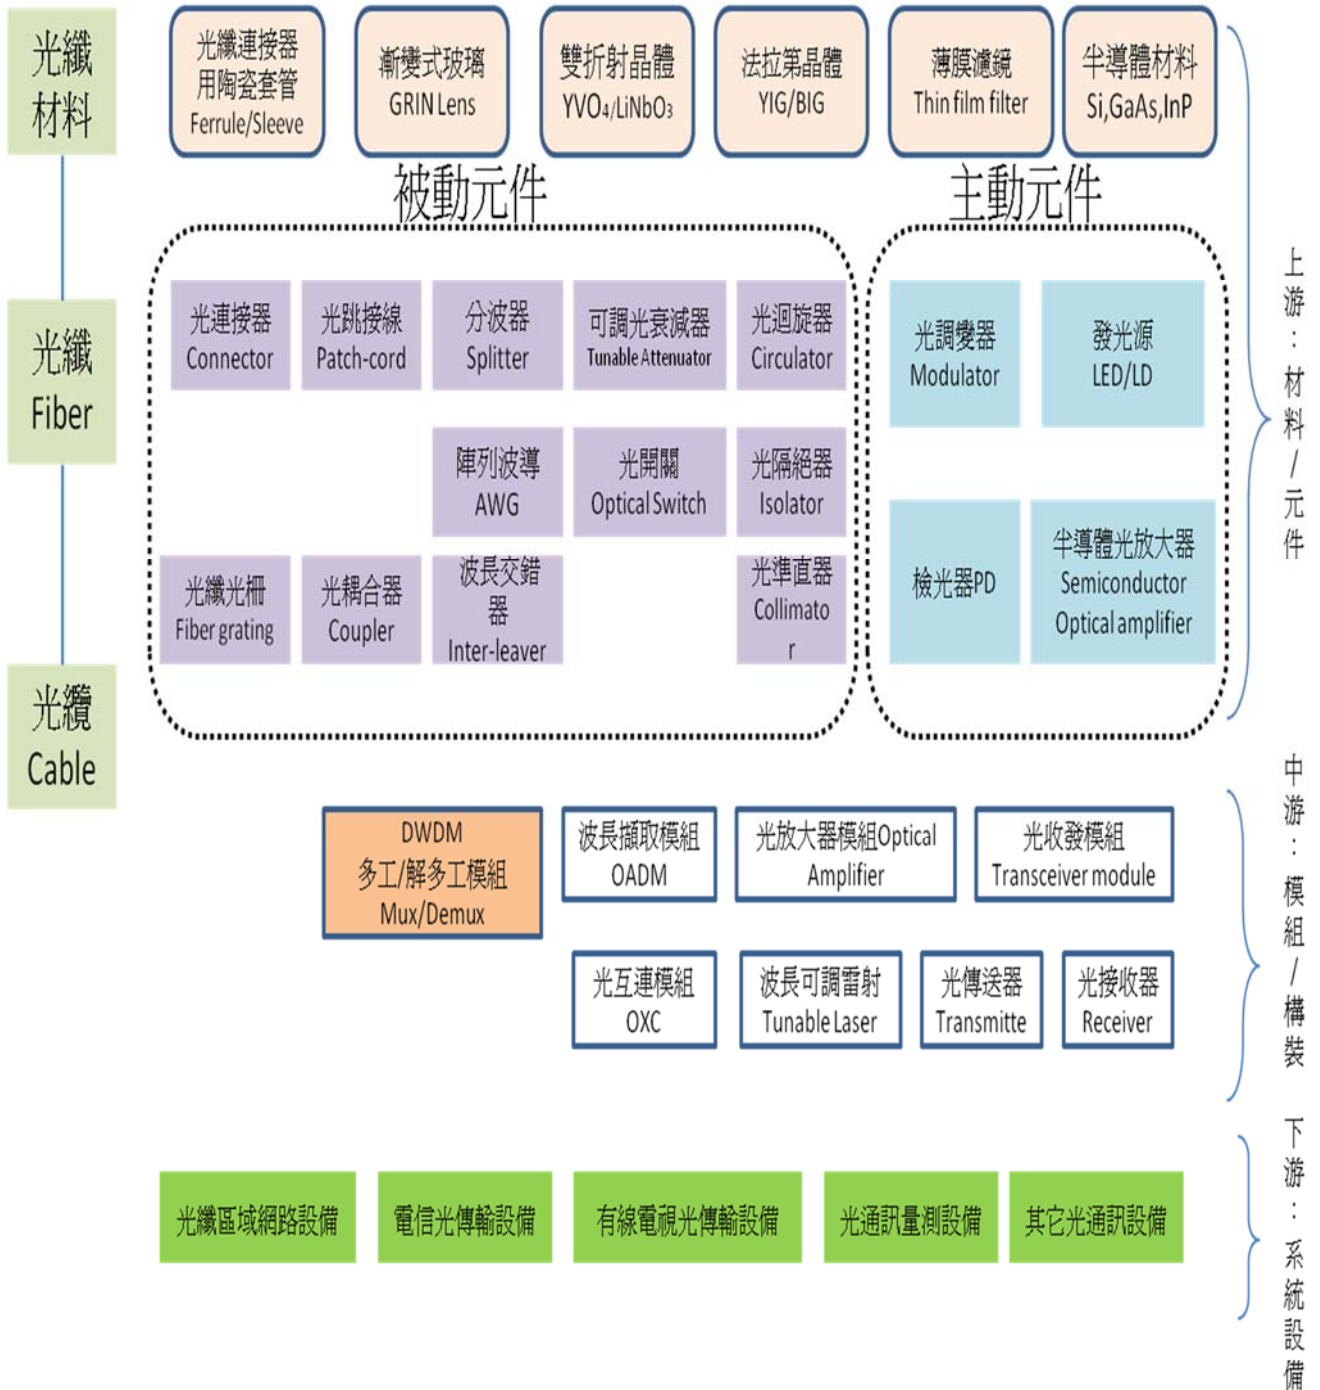 光纖
材料
光纖連接器
用陶瓷套管
Ferrule/Sleeve
漸變式玻璃
GRIN Lens
雙折射晶體
YVO4/LiNbO3
法拉第晶體
YIG/BIG
薄膜濾鏡
Thin film filter
半導體材料
Si,GaAs,InP
被動元件
主動元件
光纖
Fiber
光連接器
Connector
光跳接線
Patch-cord
分波器
Splitter
可調光衰減器
Tunable Attenuator
光迴旋器
Circulator
光調變器
Modulator
發光源
LED/LD
陣列波導
AWG
光開關
Optical Switch
光隔絕器
Isolator
光纖光柵
Fiber grating
光耦合器
Coupler
波長交錯
器
Inter-leaver
光準直器
Collimato
r
檢光器PD
半導體光放大器
Semiconductor
Optical amplifier
上游：材料/元件
光纜
Cable
DWDM
多工/解多工模組
Mux/Demux
波長擷取模組
OADM
光放大器模組Optical
Amplifier
光收發模組
Transceiver module
光互連模組
OXC
波長可調雷射
Tunable Laser
光傳送器
Transmitte
光接收器
Receiver
中游：模組/構裝
光纖區域網路設備
電信光傳輸設備
有線電視光傳輸設備
光通訊量測設備
其它光通訊設備
下游：系統設備